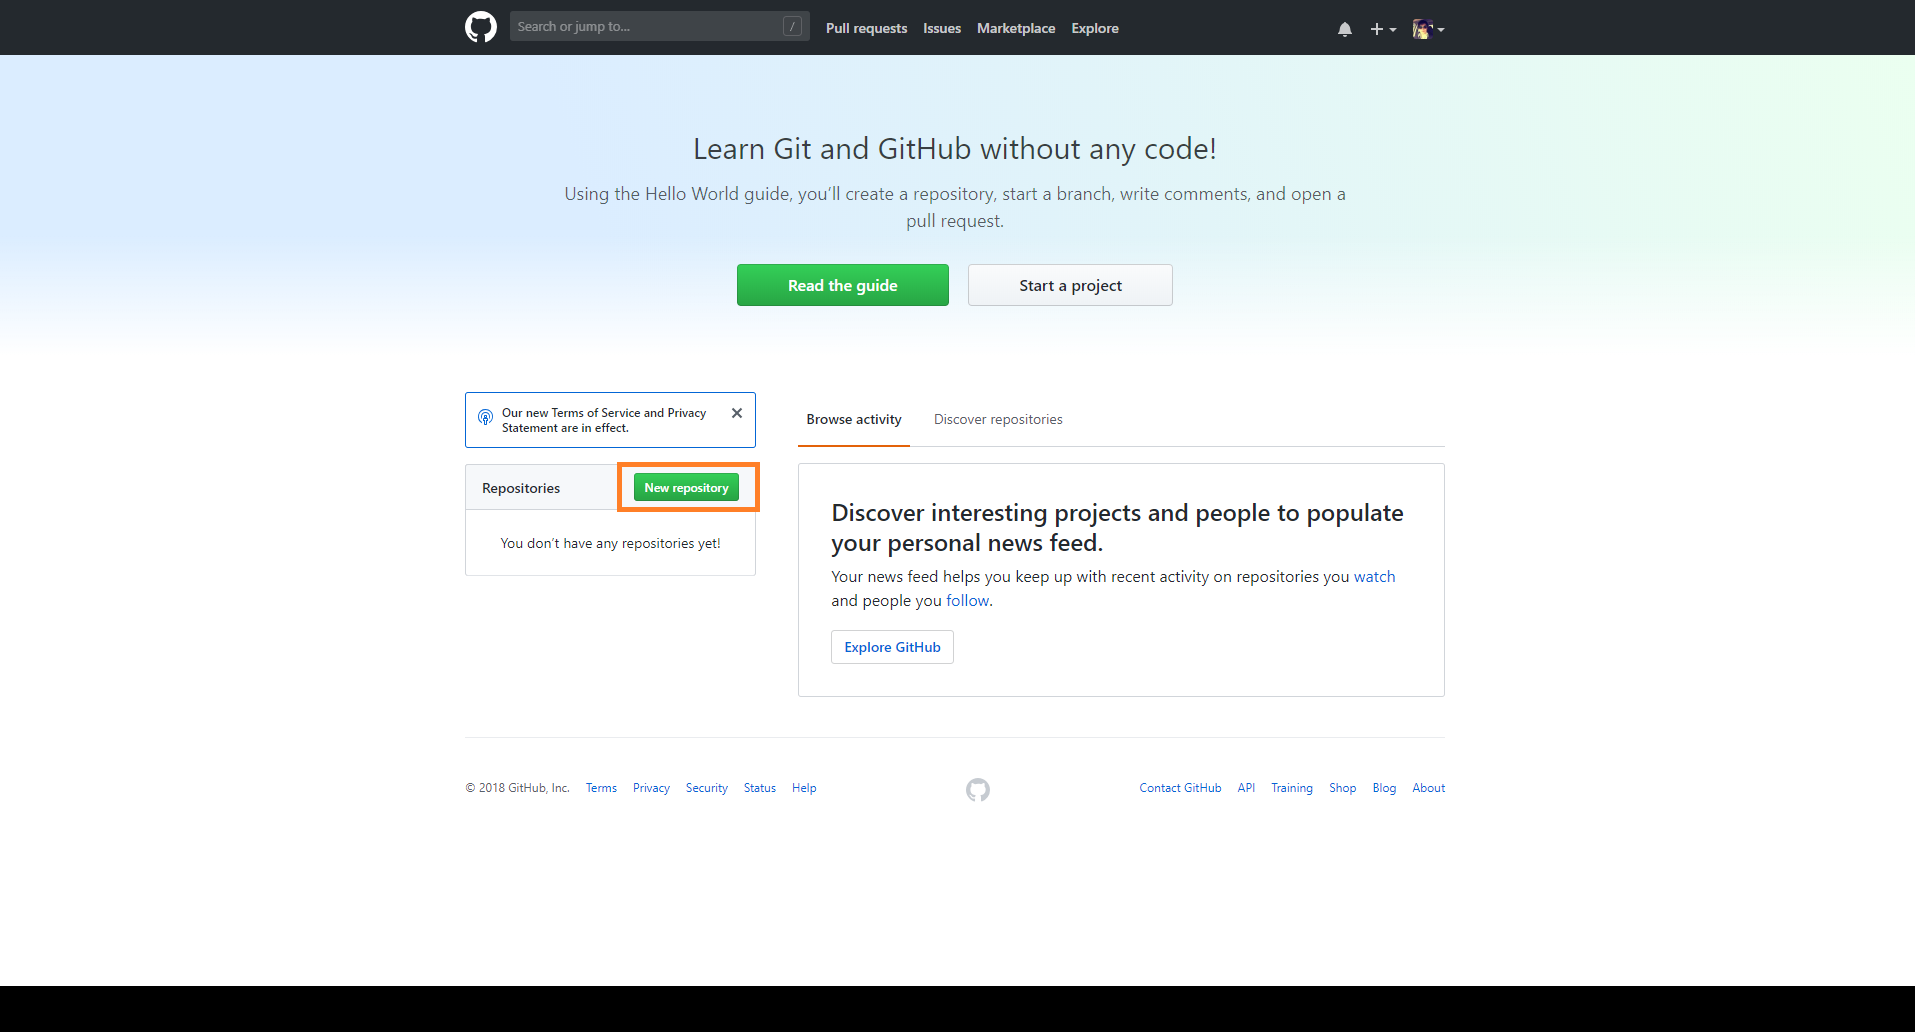 Search or jump to... /
Pull requests Issues Marketplace Explore
Learn Git and GitHub without any code!
Using the Hello World guide, you’ll create a repository, start a branch, write comments, and open a
pull request.
Read the guide
Start a project
Our new Terms of Service and Privacy
Statement are in effect.
Repositories
New repository
You don’t have any repositories yet!
Browse activity
Discover repositories
Discover interesting projects and people to populate
your personal news feed.
Your news feed helps you keep up with recent activity on repositories you watch
and people you follow.
Explore GitHub
© 2018 GitHub, Inc. Terms Privacy Security Status Help
Contact GitHub API Training Shop Blog About